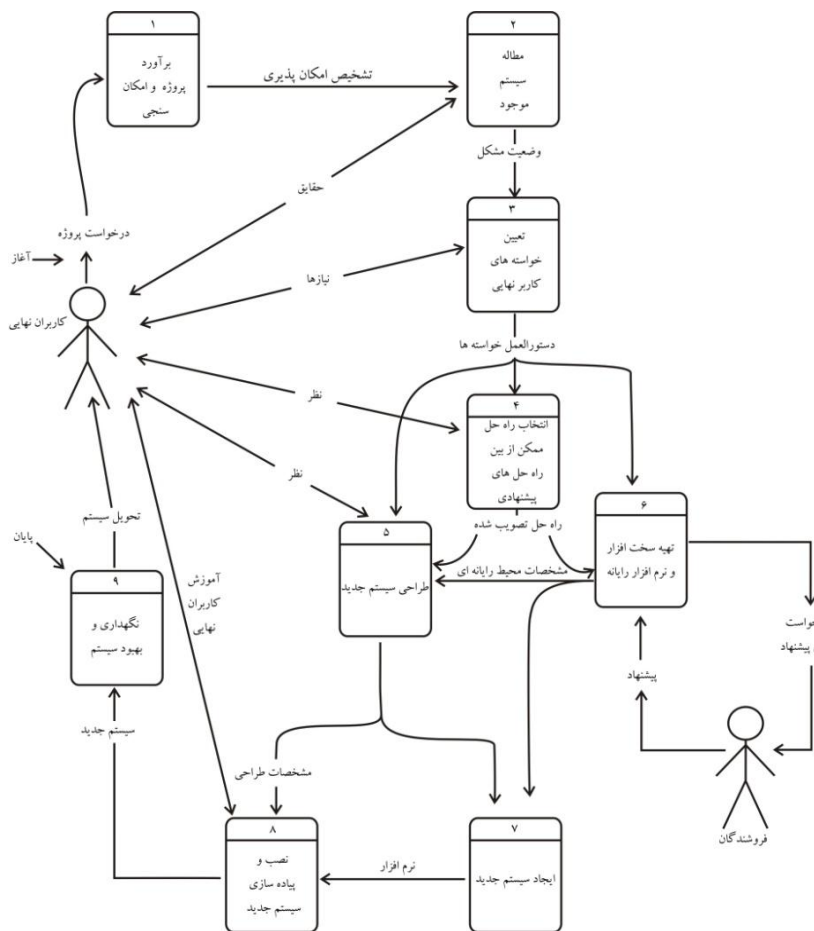 ۱
برآورد
پروژه و امکان
سنجی
تشخیص امکان پذیری
۲
مطاله
سیستم
موجود
وضعیت مشکل
حقایق
۳
تعیین
خواسته های
کاربر نهایی
درخواست پروژه
آغاز
نیازها
کاربران نهایی
دستورالعمل خواسته ها
نظر
۴
انتخاب راه حل
ممکن از بین
راه حل های
پیشنهادی
نظر
راه حل تصویب شده
۶
تهیه سخت افزار
و نرم افزار رایانه
۵
طراحی سیستم جدید
مشخصات محیط رایانه ای
تحویل سیستم
پایان
آموزش
کاربران
نهایی
۹
نگهداری و
بهبود سیستم
خواست
پیشنهاد
پیشنهاد
سیستم جدید
مشخصات طراحی
فروشندگان
۸
نصب و
پیاده سازی
سیستم جدید
نرم افزار
۷
ایجاد سیستم جدید